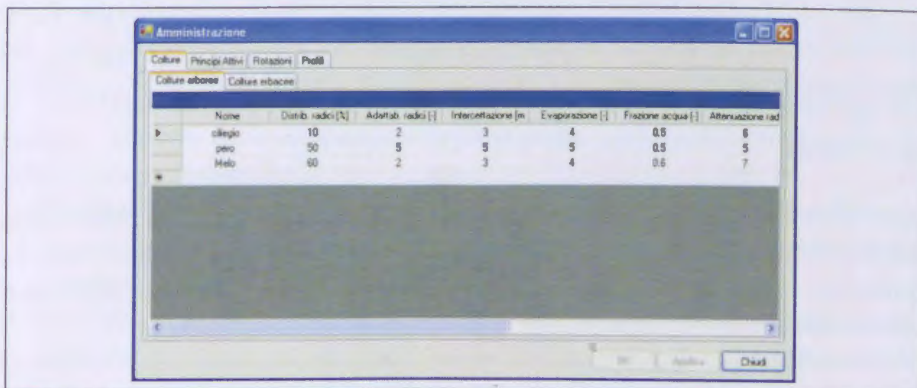 Amministrazione
Colture Principi Attivi Rotazioni Profili
Colture arboree Colture erbacee
Nome Distrib. radici [%] Adattab. radici [-] Intercettazione [m Evaporazione [-] Frazione acqua [-] Attenuazione rad
ciliegio 10 2 3 4 0.5 6
pero 50 5 5 5 0.5 5
Melo 60 2 3 4 0.6 7
OK Applica Chiudi